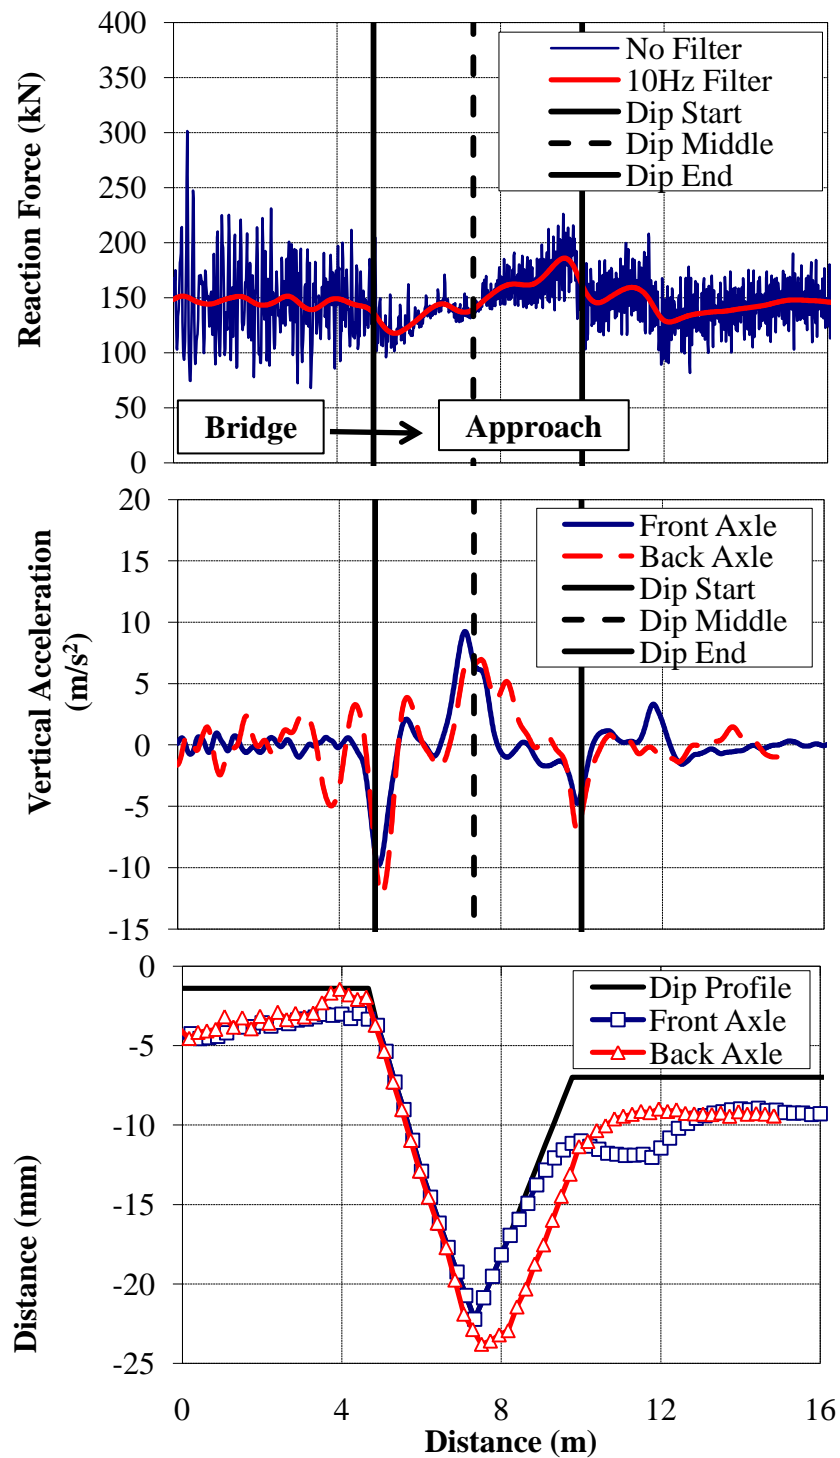 Reaction Force (kN)
400
350
300
250
200
150
100
50
0
No Filter
10Hz Filter
Dip Start
Dip Middle
Dip End
Bridge
Approach
Vertical Acceleration
(m/s²)
20
15
10
5
0
-5
-10
-15
Front Axle
Back Axle
Dip Start
Dip Middle
Dip End
Distance (mm)
0
-5
-10
-15
-20
-25
Dip Profile
Front Axle
Back Axle
0 4 8 12 16
Distance (m)